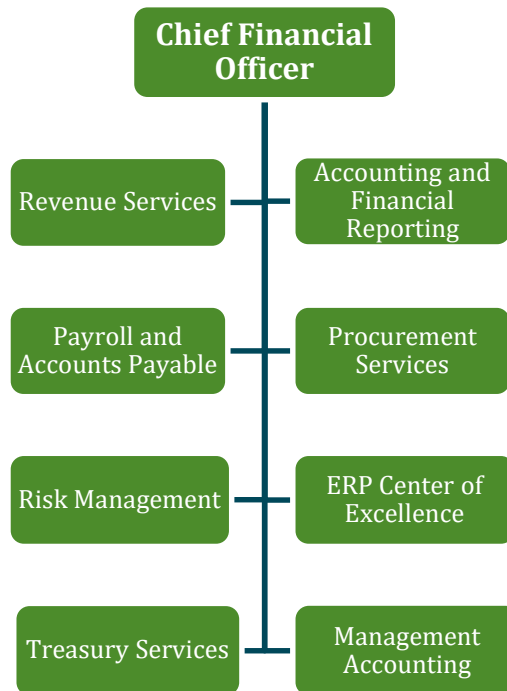 Chief Financial
Officer
Revenue Services
Accounting and
Financial
Reporting
Payroll and
Accounts Payable
Procurement
Services
Risk Management
ERP Center of
Excellence
Treasury Services
Management
Accounting